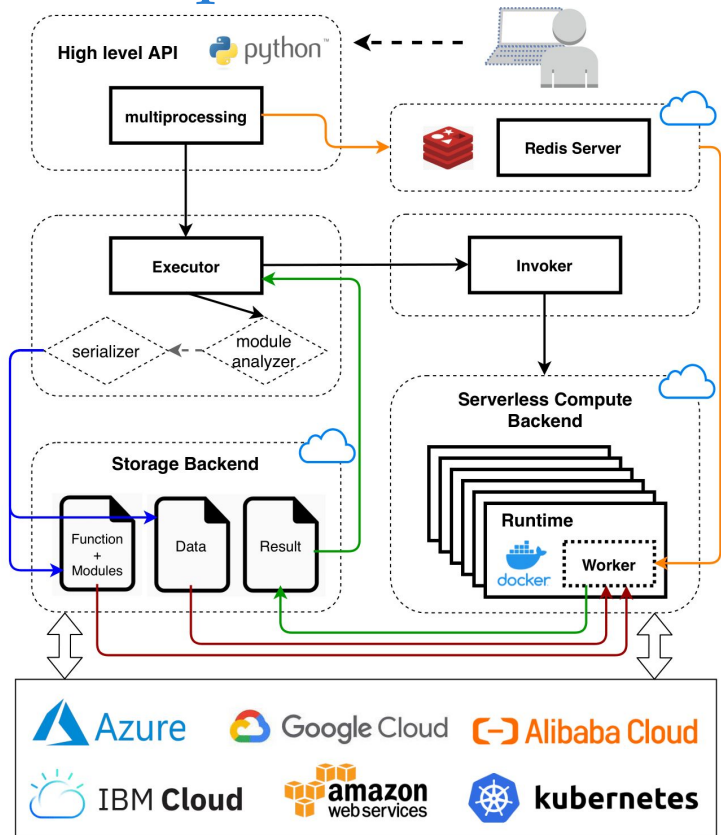 High level API
python™
multiprocessing
Redis Server
Executor
Invoker
serializer
module
analyzer
Serverless Compute
Backend
Storage Backend
Function
+
Modules
Data
Result
Runtime
docker
Worker
Azure
Google Cloud
Alibaba Cloud
IBM Cloud
amazon
webservices
kubernetes